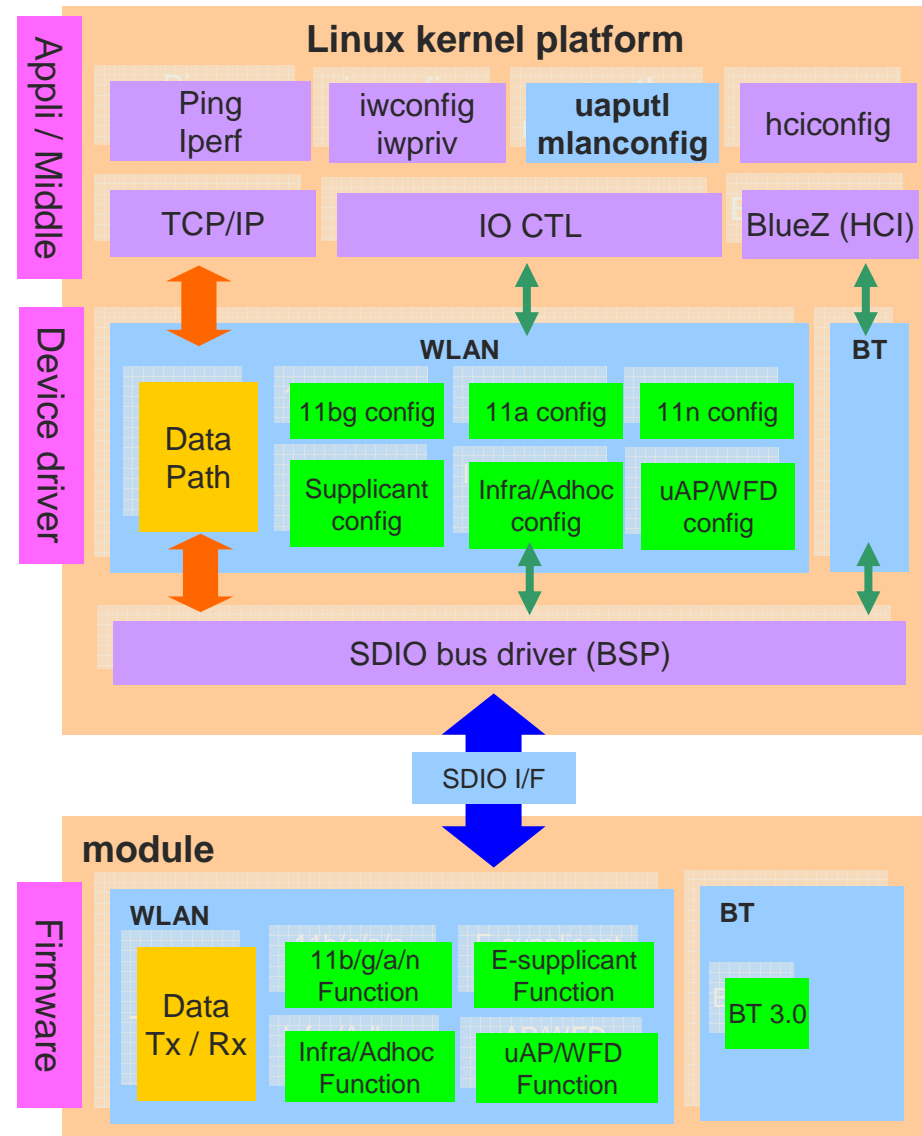 Linux kernel platform
Appli / Middle
Ping
Iperf
iwconfig
iwpriv
uaputl
mlanconfig
hciconfig
TCP/IP
IO CTL
BlueZ (HCI)
Device driver
WLAN
BT
Data
Path
11bg config
11a config
11n config
Supplicant
config
Infra/Adhoc
config
uAP/WFD
config
SDIO bus driver (BSP)
SDIO I/F
module
Firmware
WLAN
BT
Data
Tx / Rx
11b/g/a/n
Function
E-supplicant
Function
Infra/Adhoc
Function
uAP/WFD
Function
BT 3.0